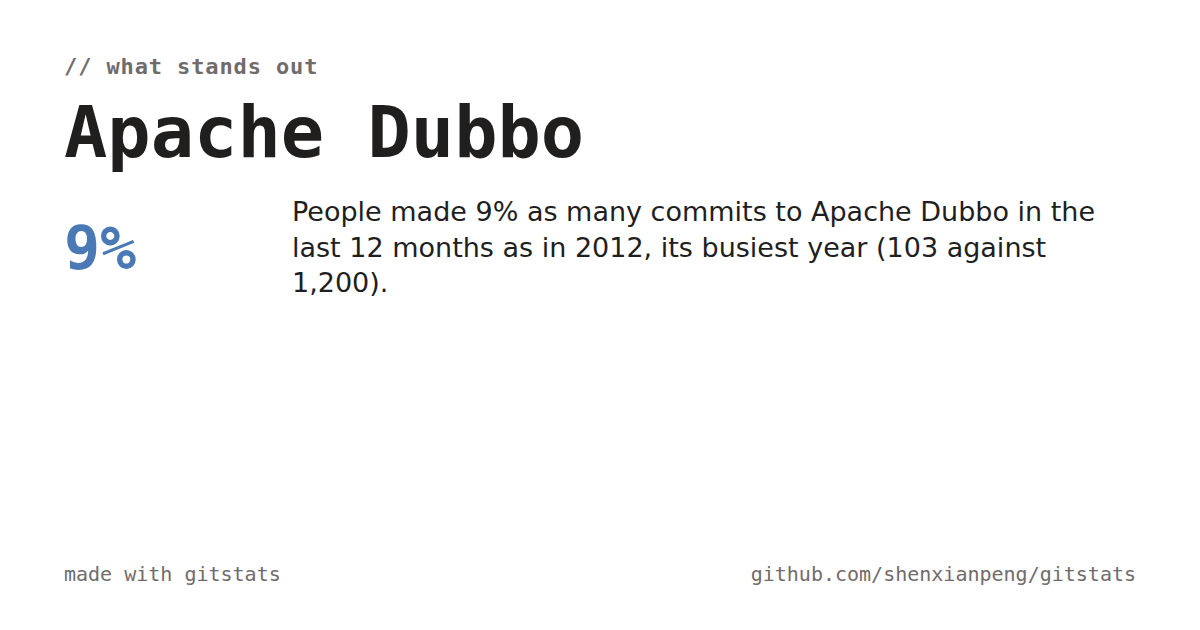 // what stands out
Apache Dubbo
9%
People made 9% as many commits to Apache Dubbo in the
last 12 months as in 2012, its busiest year (103 against
1,200).
made with gitstats
github.com/shenxianpeng/gitstats